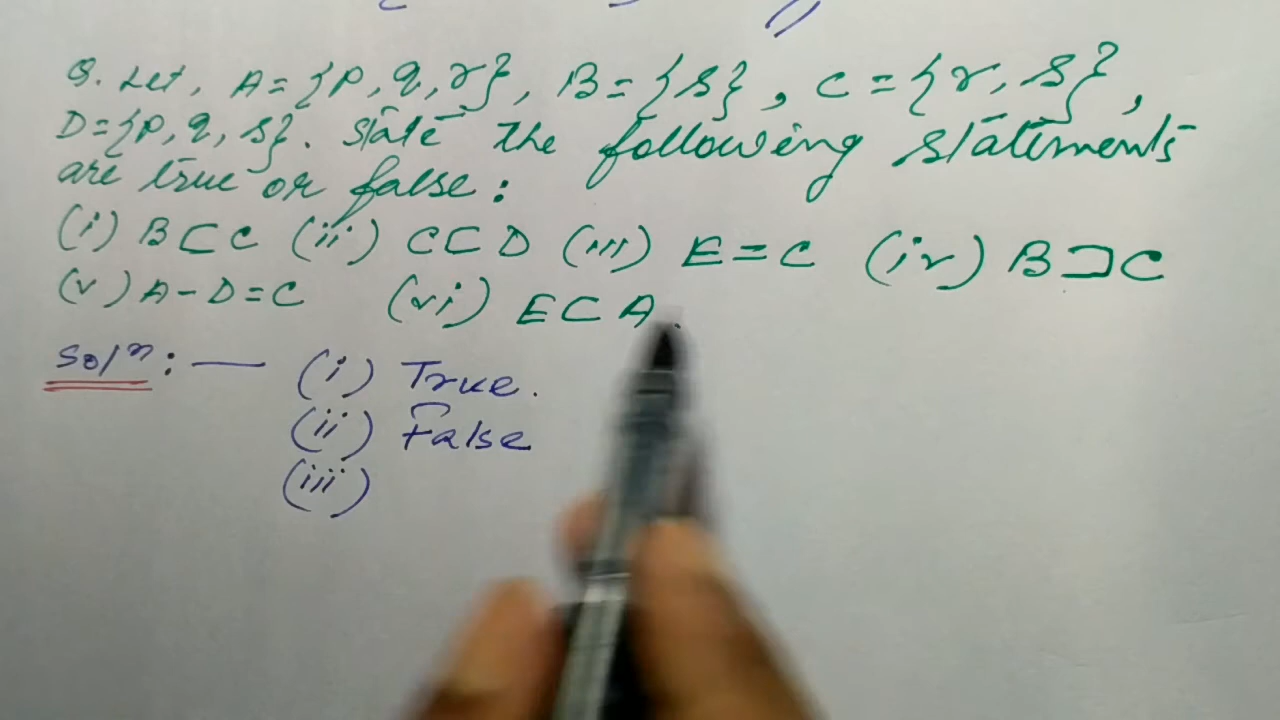 Q. Let, A = {P, q, r}, B = {s}, C = {r, s},
D = {P, q, s}. state the following statements
are true or false:
(i) B ⊂ C (ii) C ⊂ D (iii) E = C (iv) B ⊃ C
(v) A - D = C (vi) E ⊂ A.
Solⁿ : — (i) True.
(ii) False
(iii)